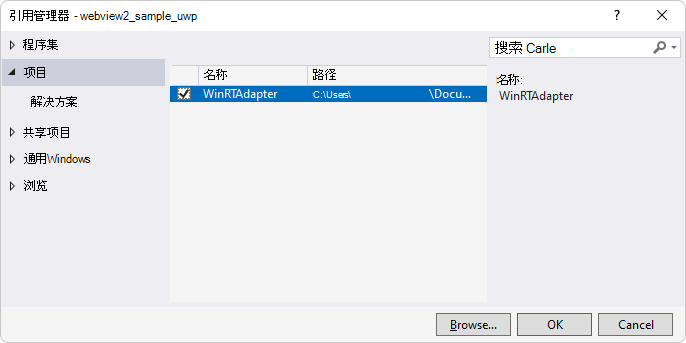 引用管理器 - webview2_sample_uwp
?
程序集
项目
解决方案
共享项目
通用Windows
浏览
名称 路径
WinRTAdapter C:\Users\ \Docu...
搜索 Carle
名称:
WinRTAdapter
Browse... OK Cancel